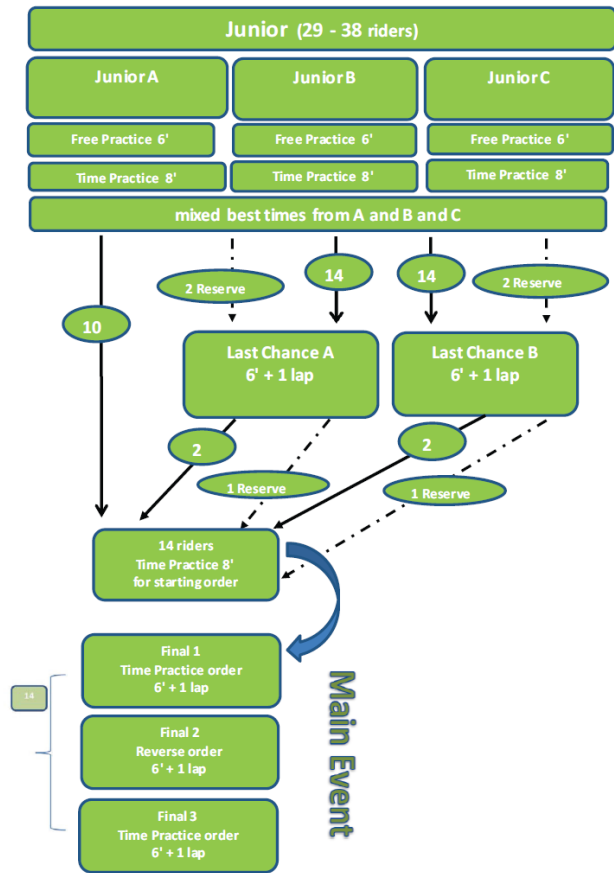 Junior (29 - 38 riders)
Junior A
Junior B
Junior C
Free Practice 6'
Free Practice 6'
Free Practice 6'
Time Practice 8'
Time Practice 8'
Time Practice 8'
mixed best times from A and B and C
2 Reserve
14
14
2 Reserve
10
Last Chance A
6' + 1 lap
Last Chance B
6' + 1 lap
2
2
1 Reserve
1 Reserve
14 riders
Time Practice 8'
for starting order
Final 1
Time Practice order
6' + 1 lap
14
Final 2
Reverse order
6' + 1 lap
Final 3
Time Practice order
6' + 1 lap
Main Event